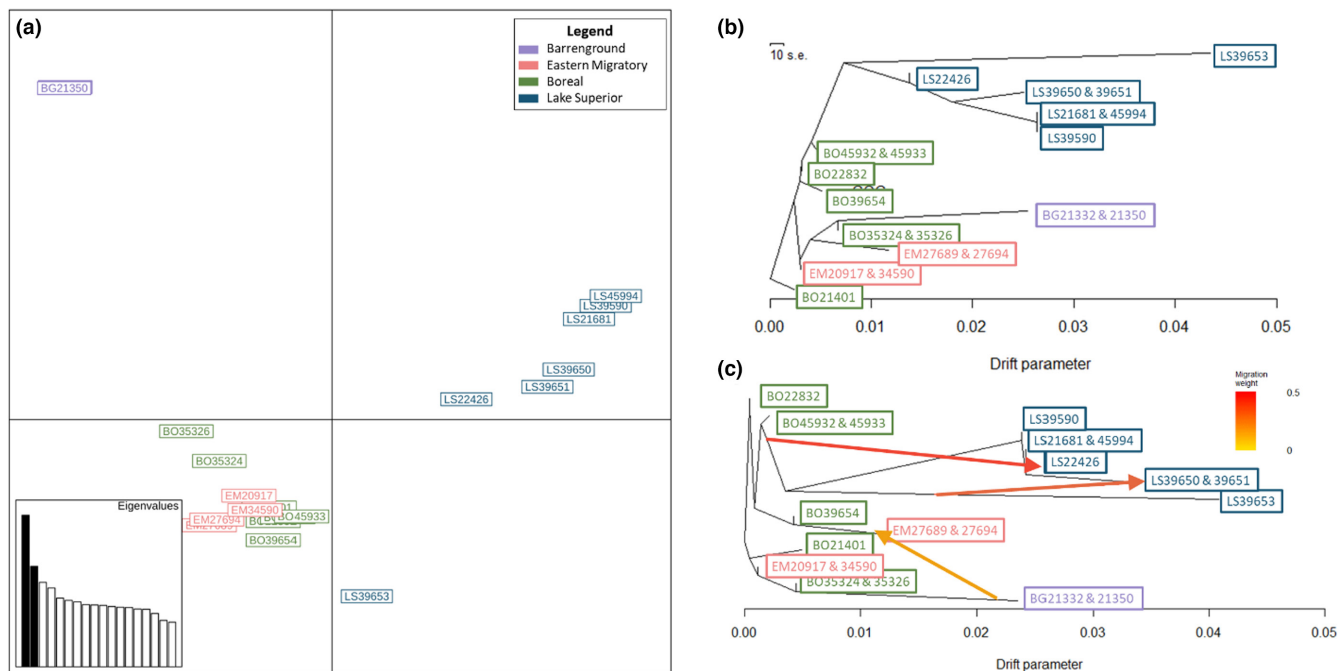 (a)
Legend
Barrenground
Eastern Migratory
Boreal
Lake Superior
BG21350
LS45994
LS39590
LS21681
LS39650
LS39651
LS22426
BO35326
BO35324
EM20917
EM34590
EM27694
BO45933
BO39654
LS39653
Eigenvalues
(b)
10 s.e.
LS39653
LS22426
LS39650 & 39651
LS21681 & 45994
LS39590
BO45932 & 45933
BO22832
BO39654
BG21332 & 21350
BO35324 & 35326
EM27689 & 27694
EM20917 & 34590
BO21401
0.00 0.01 0.02 0.03 0.04 0.05
Drift parameter
(c)
Migration
weight
0.5
0
BO22832
BO45932 & 45933
LS39590
LS21681 & 45994
LS22426
LS39650 & 39651
LS39653
BO39654
EM27689 & 27694
BO21401
EM20917 & 34590
BO35324 & 35326
BG21332 & 21350
0.00 0.01 0.02 0.03 0.04 0.05
Drift parameter